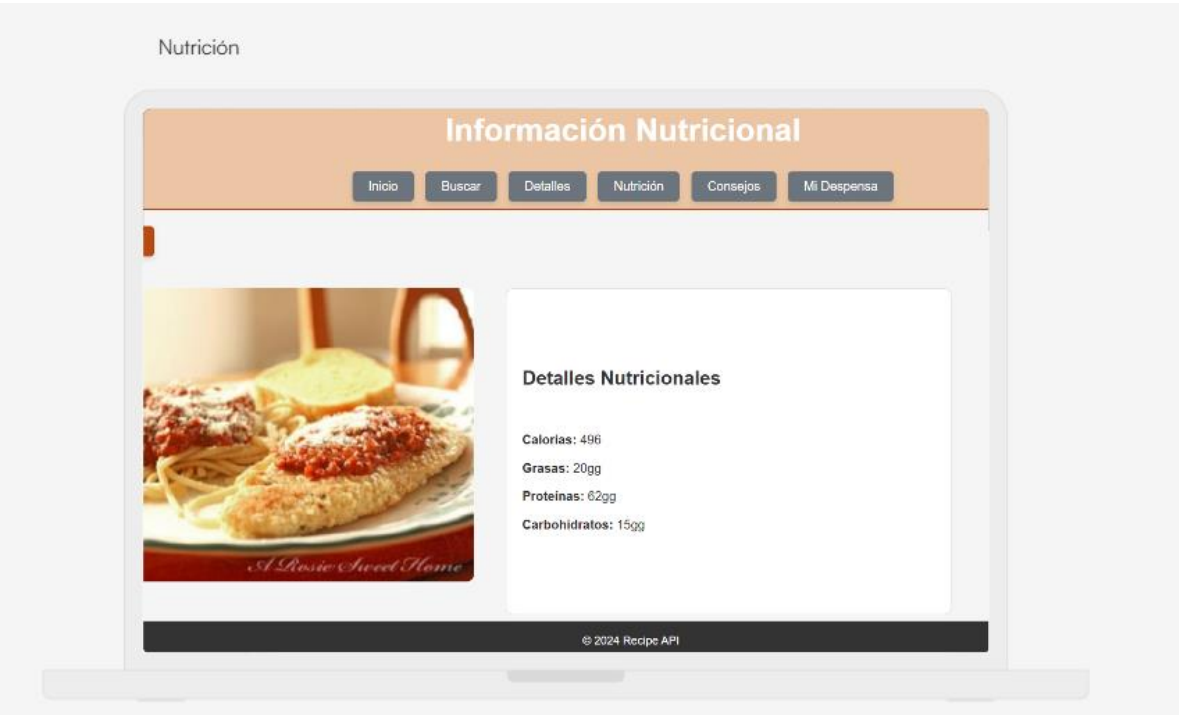 Nutrición
Información Nutricional
Inicio Buscar Detalles Nutrición Consejos Mi Despensa
Detalles Nutricionales
Calorias: 496
Grasas: 20gg
Proteinas: 62gg
Carbohidratos: 15gg
A Rosie Sweet Home
© 2024 Recipe API